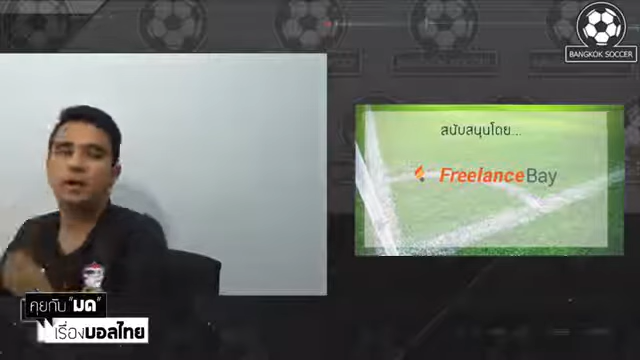 BANGKOK SOCCER
สนับสนุนโดย...
FreelanceBay
คุยกับ "มด"
เรื่องบอลไทย